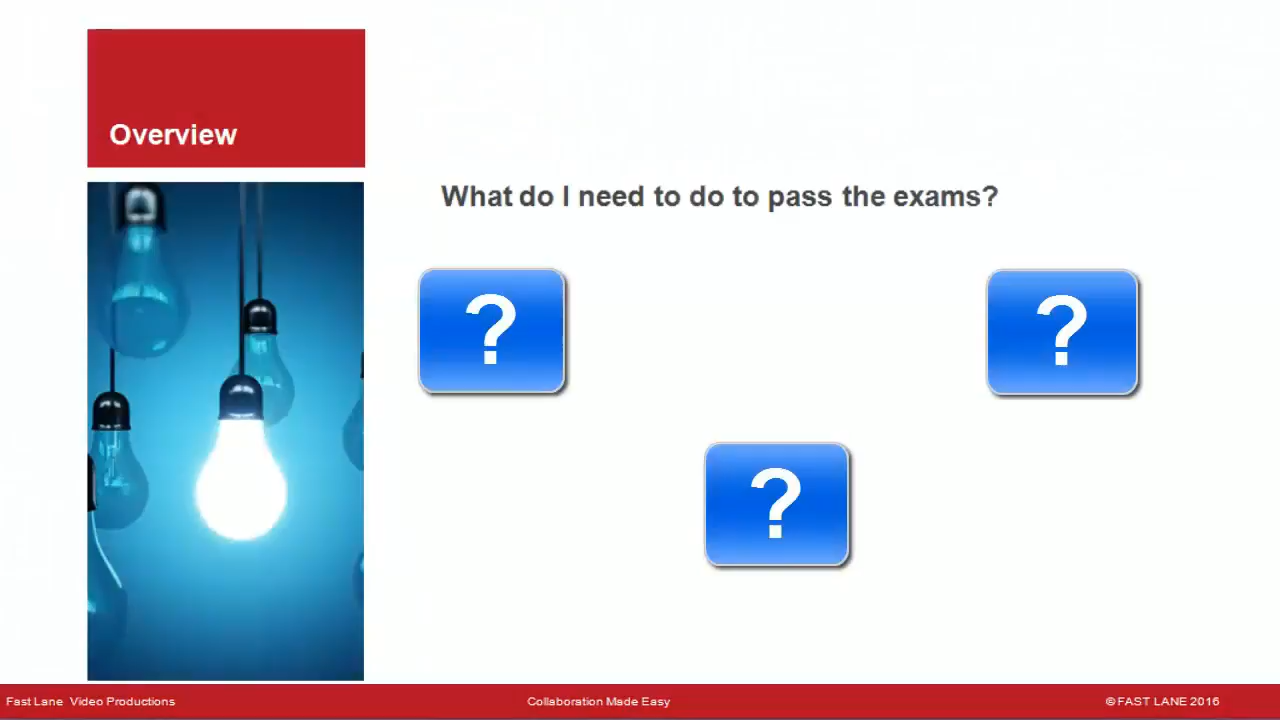 Overview
What do I need to do to pass the exams?
?
?
?
Fast Lane Video Productions
Collaboration Made Easy
© FAST LANE 2016